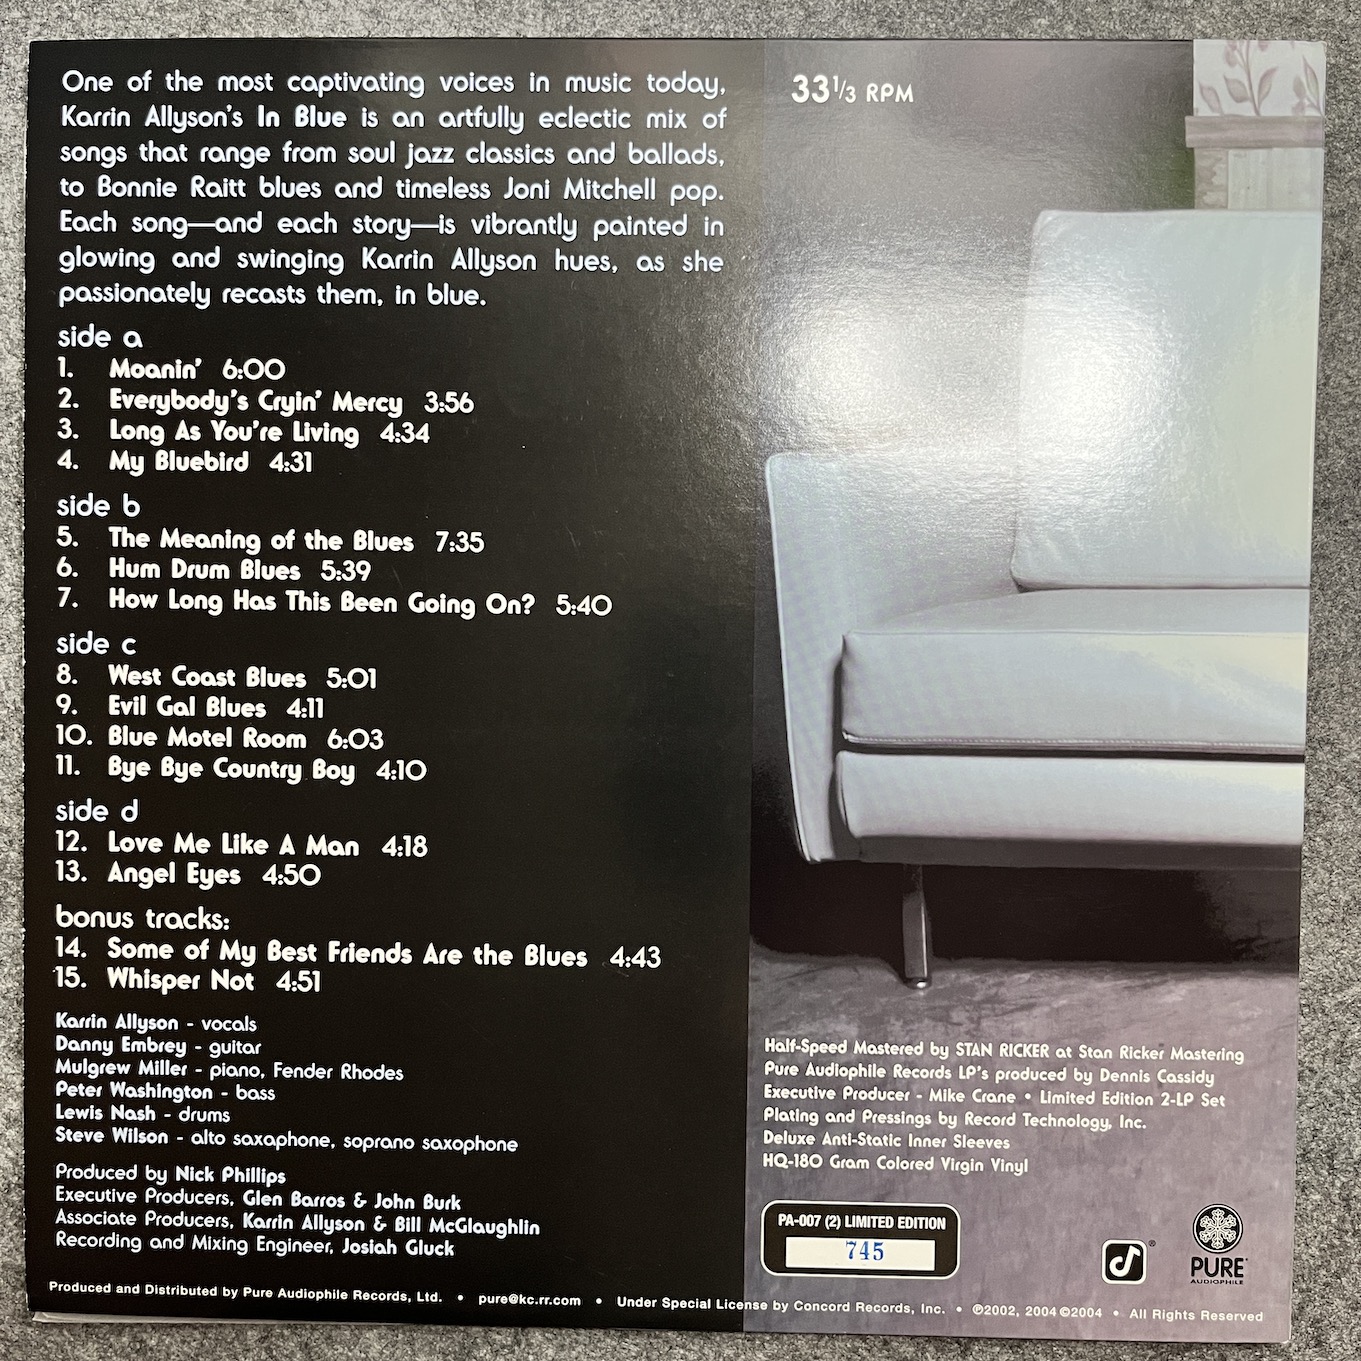 One of the most captivating voices in music today,
Karrin Allyson's In Blue is an artfully eclectic mix of
songs that range from soul jazz classics and ballads,
to Bonnie Raitt blues and timeless Joni Mitchell pop.
Each song—and each story—is vibrantly painted in
glowing and swinging Karrin Allyson hues, as she
passionately recasts them, in blue.
side a
1. Moanin' 6:00
2. Everybody's Cryin' Mercy 3:56
3. Long As You're Living 4:34
4. My Bluebird 4:31
side b
5. The Meaning of the Blues 7:35
6. Hum Drum Blues 5:39
7. How Long Has This Been Going On? 5:40
side c
8. West Coast Blues 5:01
9. Evil Gal Blues 4:11
10. Blue Motel Room 6:03
11. Bye Bye Country Boy 4:10
side d
12. Love Me Like A Man 4:18
13. Angel Eyes 4:50
bonus tracks:
14. Some of My Best Friends Are the Blues 4:43
15. Whisper Not 4:51
Karrin Allyson - vocals
Danny Embrey - guitar
Mulgrew Miller - piano, Fender Rhodes
Peter Washington - bass
Lewis Nash - drums
Steve Wilson - alto saxaphone, soprano saxophone
Produced by Nick Phillips
Executive Producers, Glen Barros & John Burk
Associate Producers, Karrin Allyson & Bill McGlaughlin
Recording and Mixing Engineer, Josiah Gluck
33 1/3 RPM
Half-Speed Mastered by STAN RICKER at Stan Ricker Mastering
Pure Audiophile Records LP's produced by Dennis Cassidy
Executive Producer - Mike Crane • Limited Edition 2-LP Set
Plating and Pressings by Record Technology, Inc.
Deluxe Anti-Static Inner Sleeves
HQ-180 Gram Colored Virgin Vinyl
PA-007 (2) LIMITED EDITION
745
®
PURE
AUDIOPHILE
Produced and Distributed by Pure Audiophile Records, Ltd. • pure@kc.rr.com • Under Special License by Concord Records, Inc. • ℗2002, 2004 ©2004 • All Rights Reserved